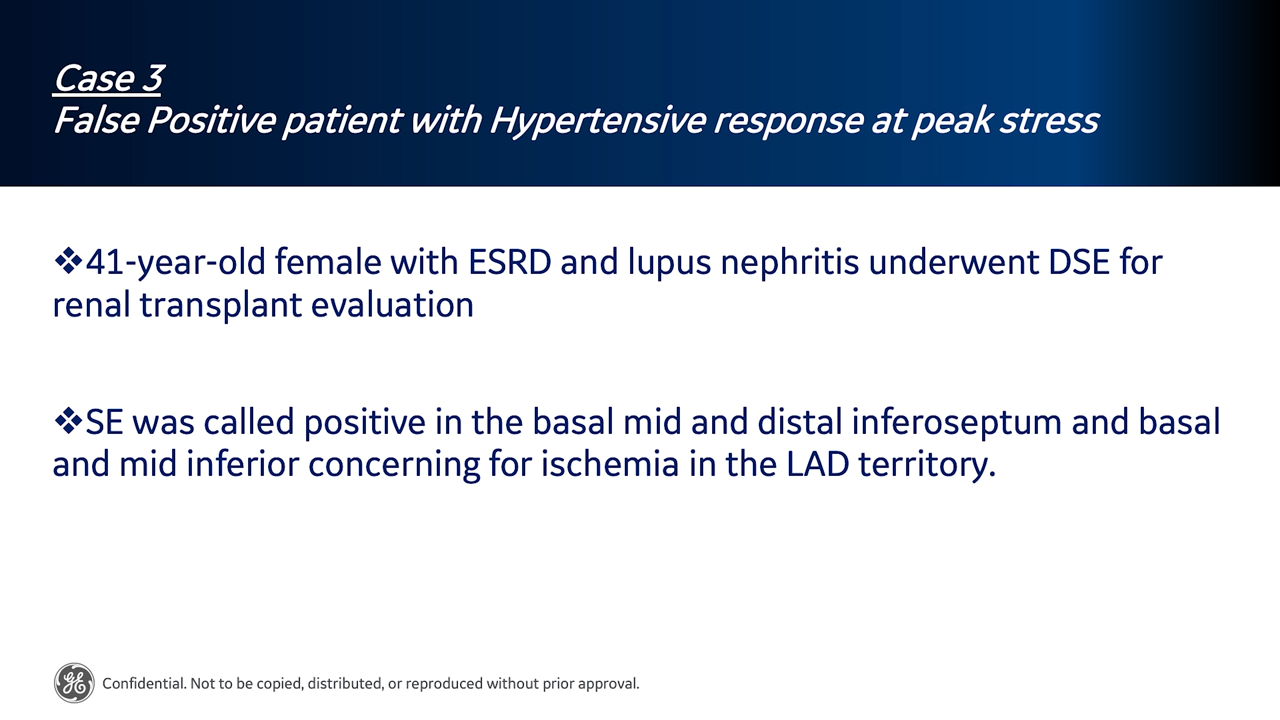 Case 3
False Positive patient with Hypertensive response at peak stress
❖41-year-old female with ESRD and lupus nephritis underwent DSE for
renal transplant evaluation
❖SE was called positive in the basal mid and distal inferoseptum and basal
and mid inferior concerning for ischemia in the LAD territory.
GE
Confidential. Not to be copied, distributed, or reproduced without prior approval.